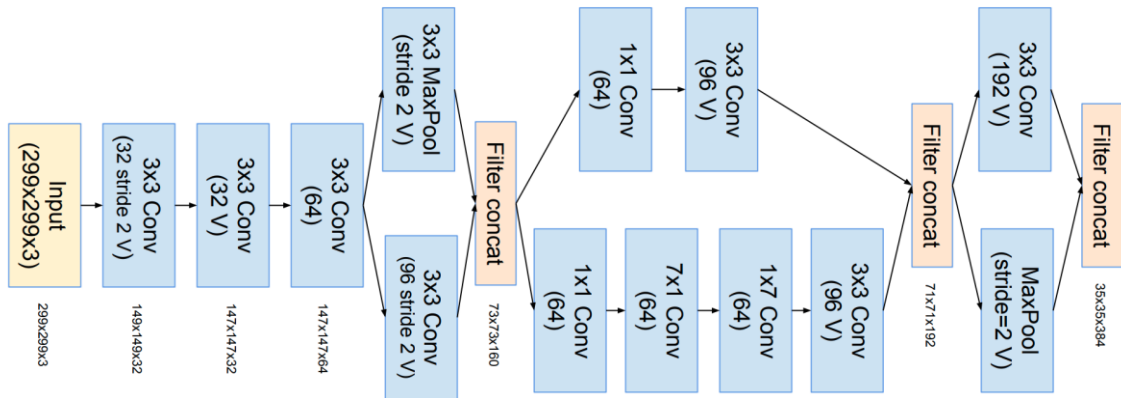 Input
(299x299x3)
299x299x3
3x3 Conv
(32 stride 2 V)
149x149x32
3x3 Conv
(32 V)
147x147x32
3x3 Conv
(64)
147x147x64
3x3 MaxPool
(stride 2 V)
3x3 Conv
(96 stride 2 V)
Filter concat
73x73x160
1x1 Conv
(64)
3x3 Conv
(96 V)
1x1 Conv
(64)
7x1 Conv
(64)
1x7 Conv
(64)
3x3 Conv
(96 V)
Filter concat
71x71x192
3x3 Conv
(192 V)
MaxPool
(stride=2 V)
Filter concat
35x35x384